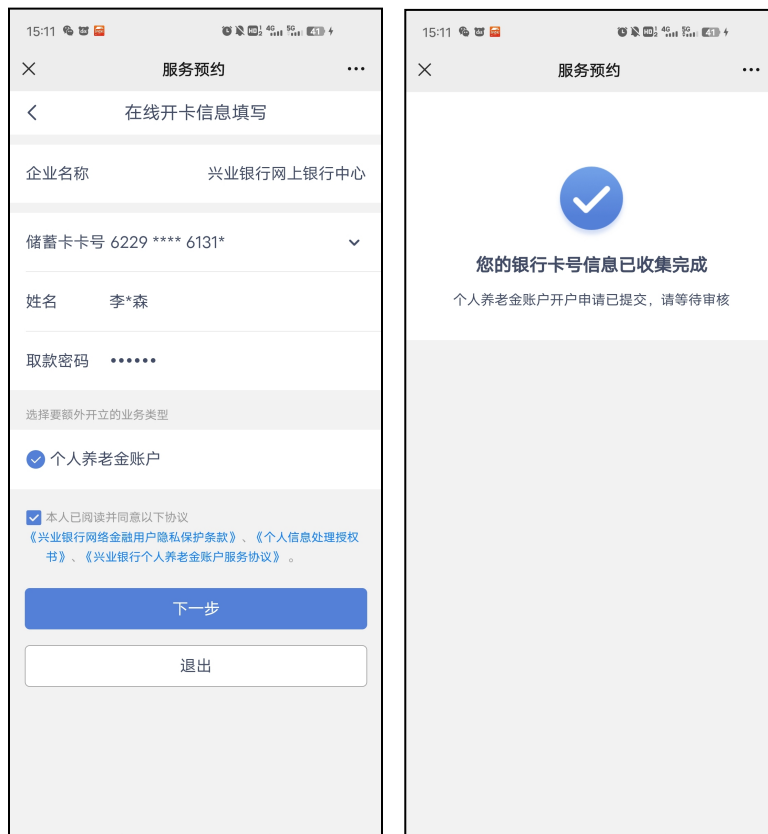 15:11
4G 5G 41
服务预约
在线开卡信息填写
企业名称 兴业银行网上银行中心
储蓄卡卡号 6229 **** 6131*
姓名 李*森
取款密码 ••••••
选择要额外开立的业务类型
个人养老金账户
本人已阅读并同意以下协议
《兴业银行网络金融用户隐私保护条款》、《个人信息处理授权
书》、《兴业银行个人养老金账户服务协议》 。
下一步
退出
15:11
4G 5G 41
服务预约
您的银行卡号信息已收集完成
个人养老金账户开户申请已提交，请等待审核